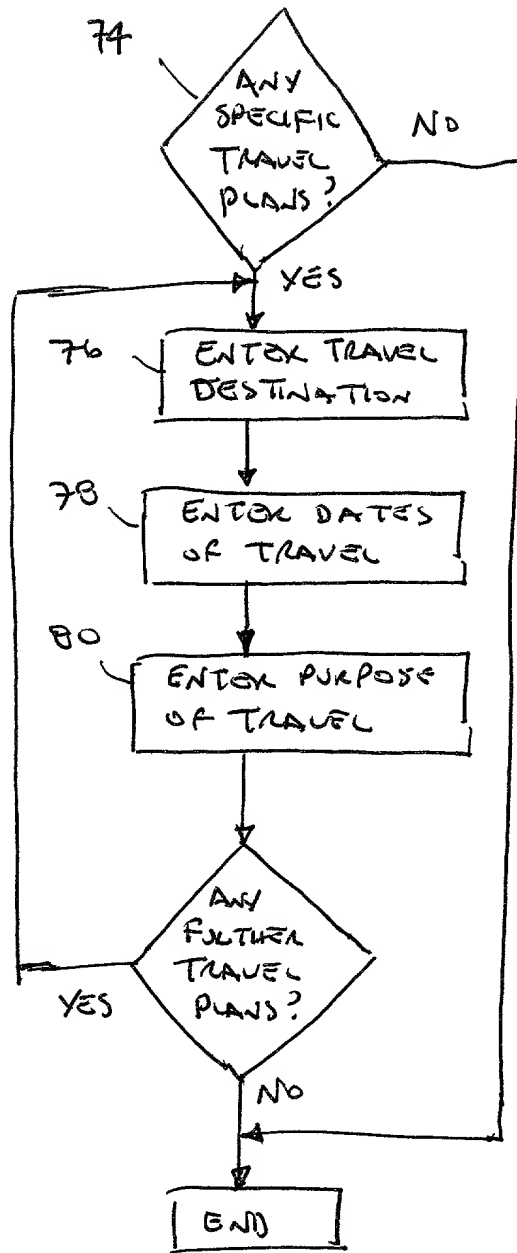 74
ANY
SPECIFIC
TRAVEL
PLANS?
NO
YES
76
ENTER TRAVEL
DESTINATION
78
ENTER DATES
OF TRAVEL
80
ENTER PURPOSE
OF TRAVEL
ANY
FURTHER
TRAVEL
PLANS?
YES
NO
END